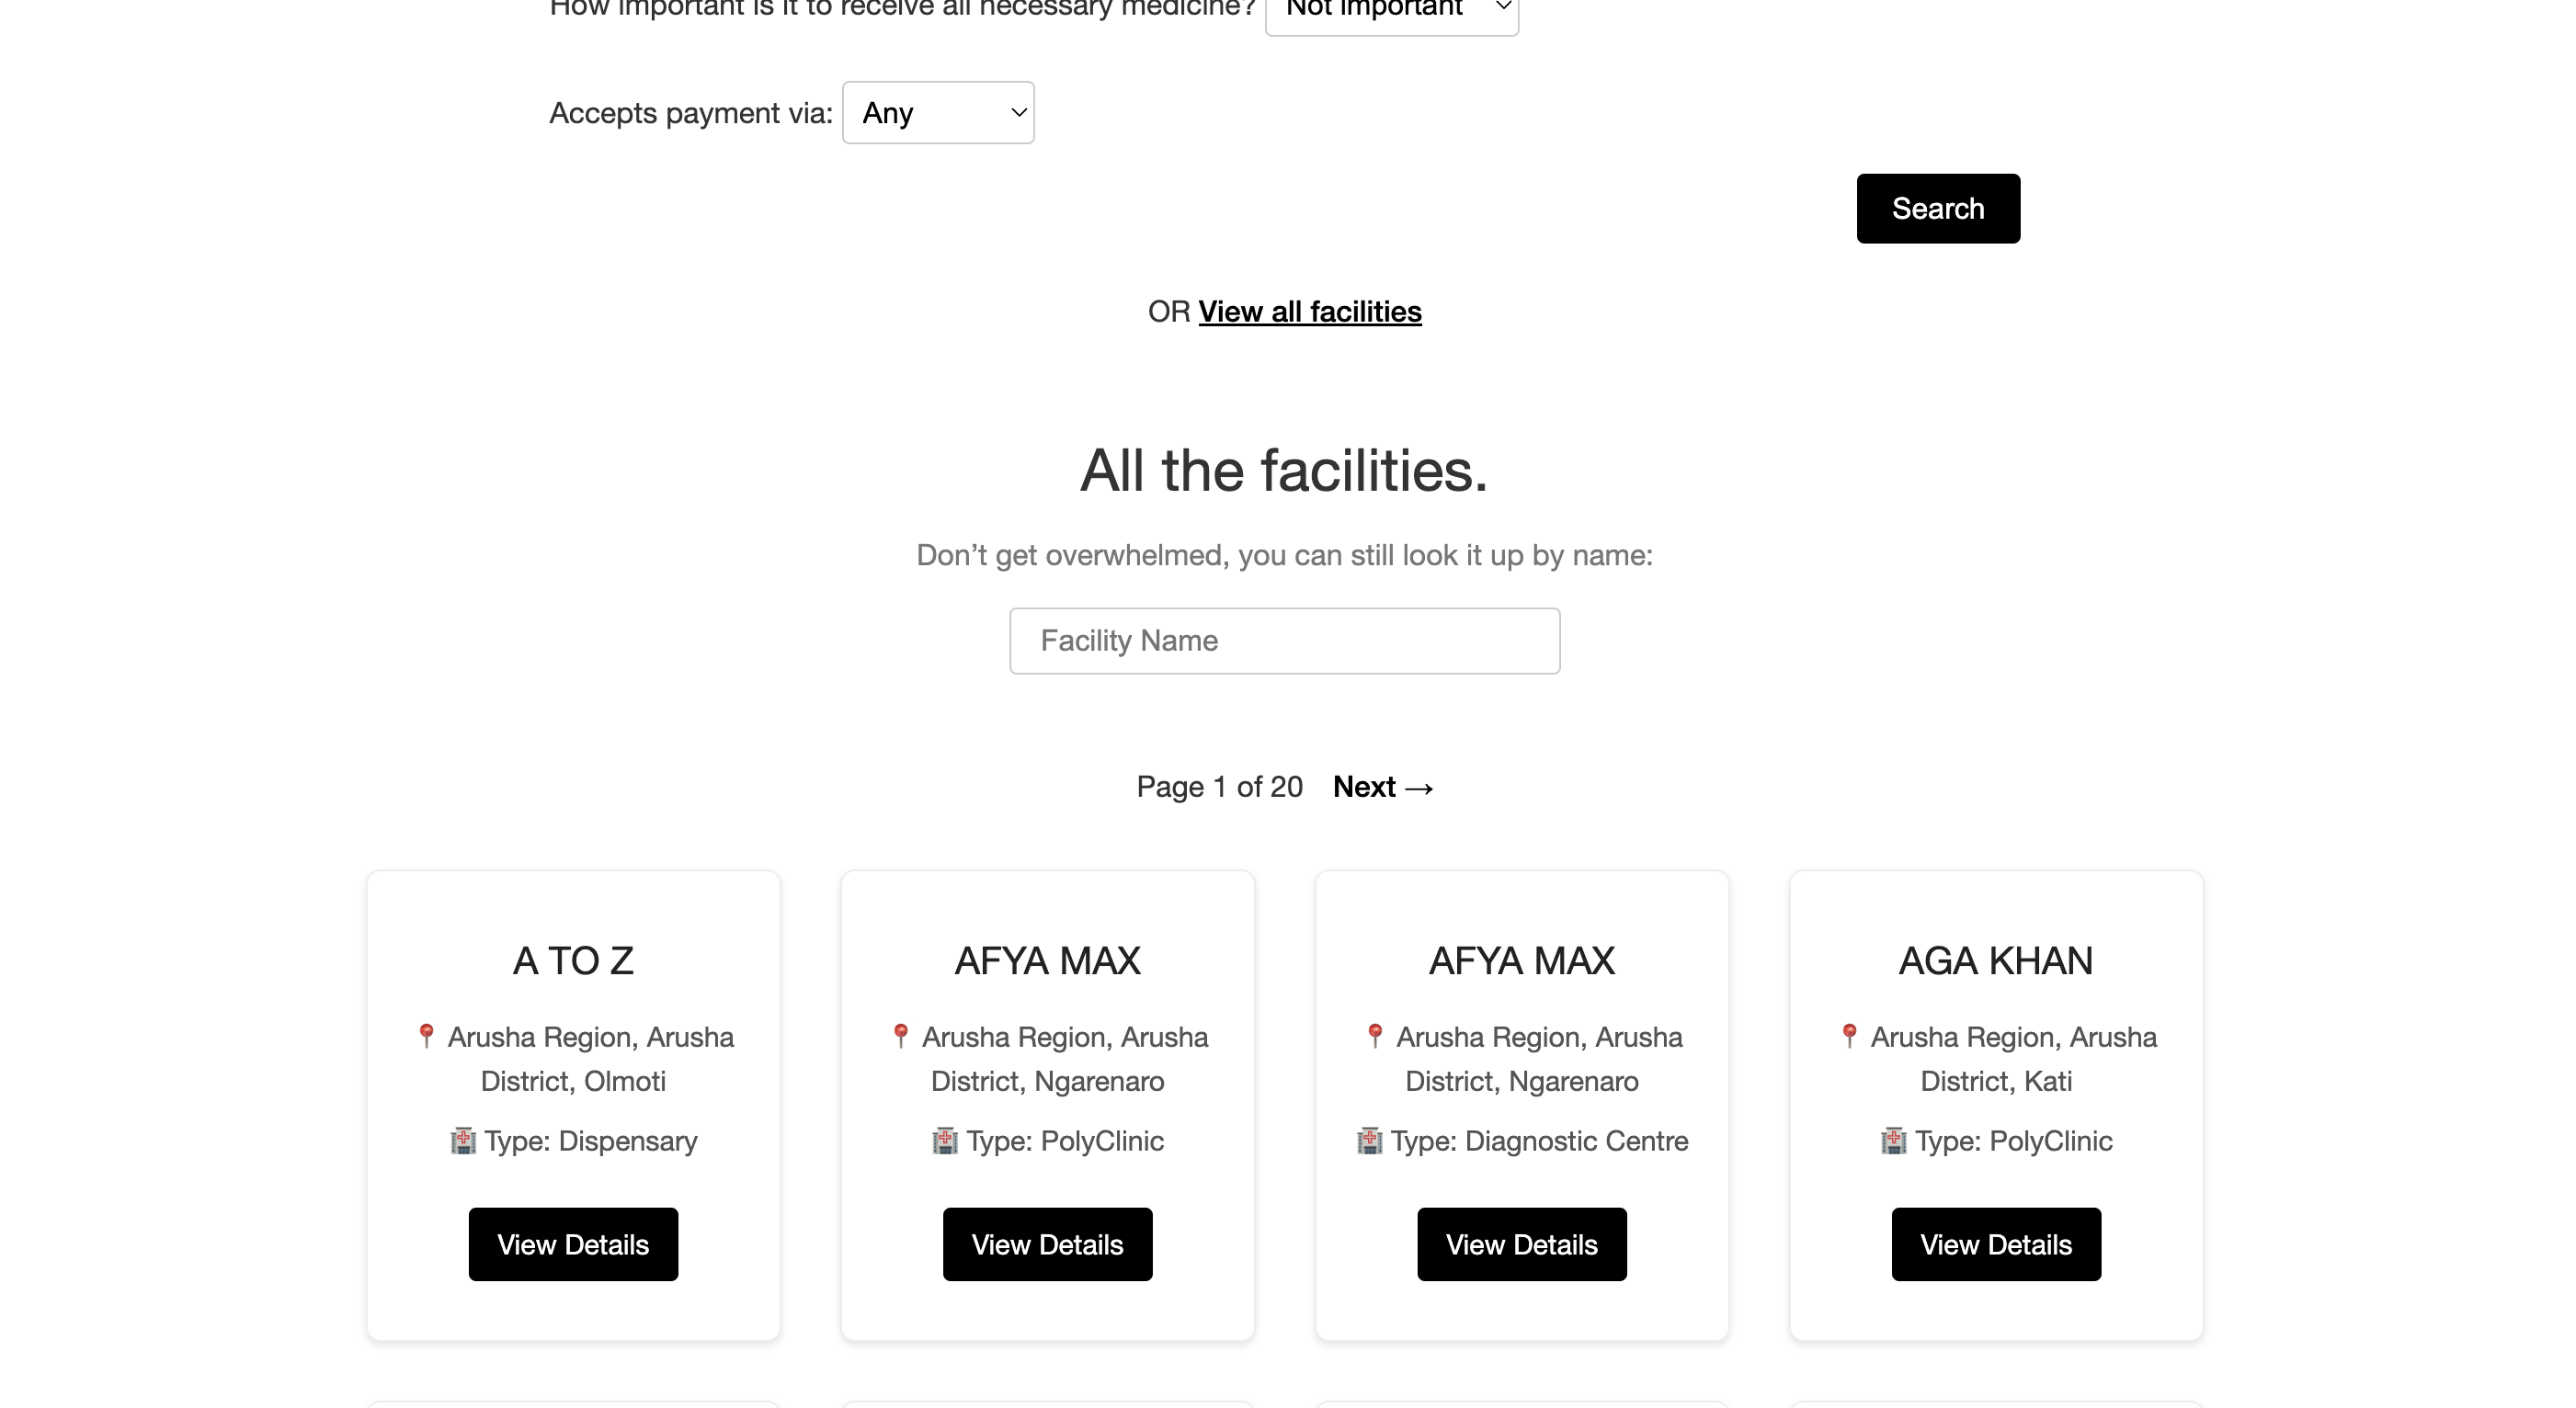 How important is it to receive all necessary medicine? Not important
Accepts payment via: Any
Search
OR View all facilities
All the facilities.
Don’t get overwhelmed, you can still look it up by name:
Facility Name
Page 1 of 20 Next →
A TO Z
Arusha Region, Arusha
District, Olmoti
Type: Dispensary
View Details
AFYA MAX
Arusha Region, Arusha
District, Ngarenaro
Type: PolyClinic
View Details
AFYA MAX
Arusha Region, Arusha
District, Ngarenaro
Type: Diagnostic Centre
View Details
AGA KHAN
Arusha Region, Arusha
District, Kati
Type: PolyClinic
View Details